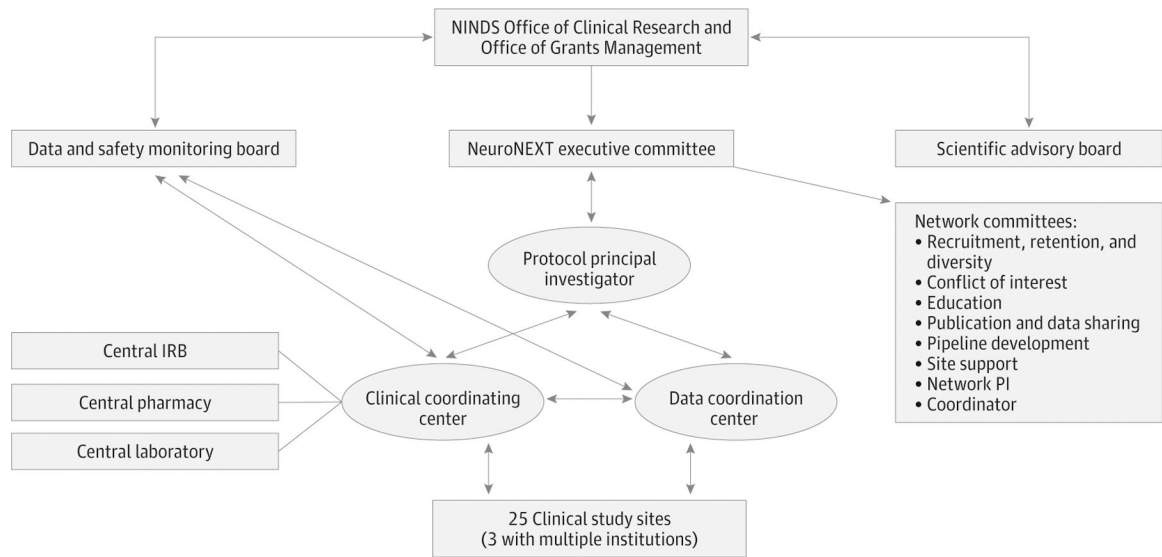 NINDS Office of Clinical Research and
Office of Grants Management
Data and safety monitoring board
NeuroNEXT executive committee
Scientific advisory board
Network committees:
• Recruitment, retention, and
diversity
• Conflict of interest
• Education
• Publication and data sharing
• Pipeline development
• Site support
• Network PI
• Coordinator
Protocol principal
investigator
Central IRB
Central pharmacy
Central laboratory
Clinical coordinating
center
Data coordination
center
25 Clinical study sites
(3 with multiple institutions)